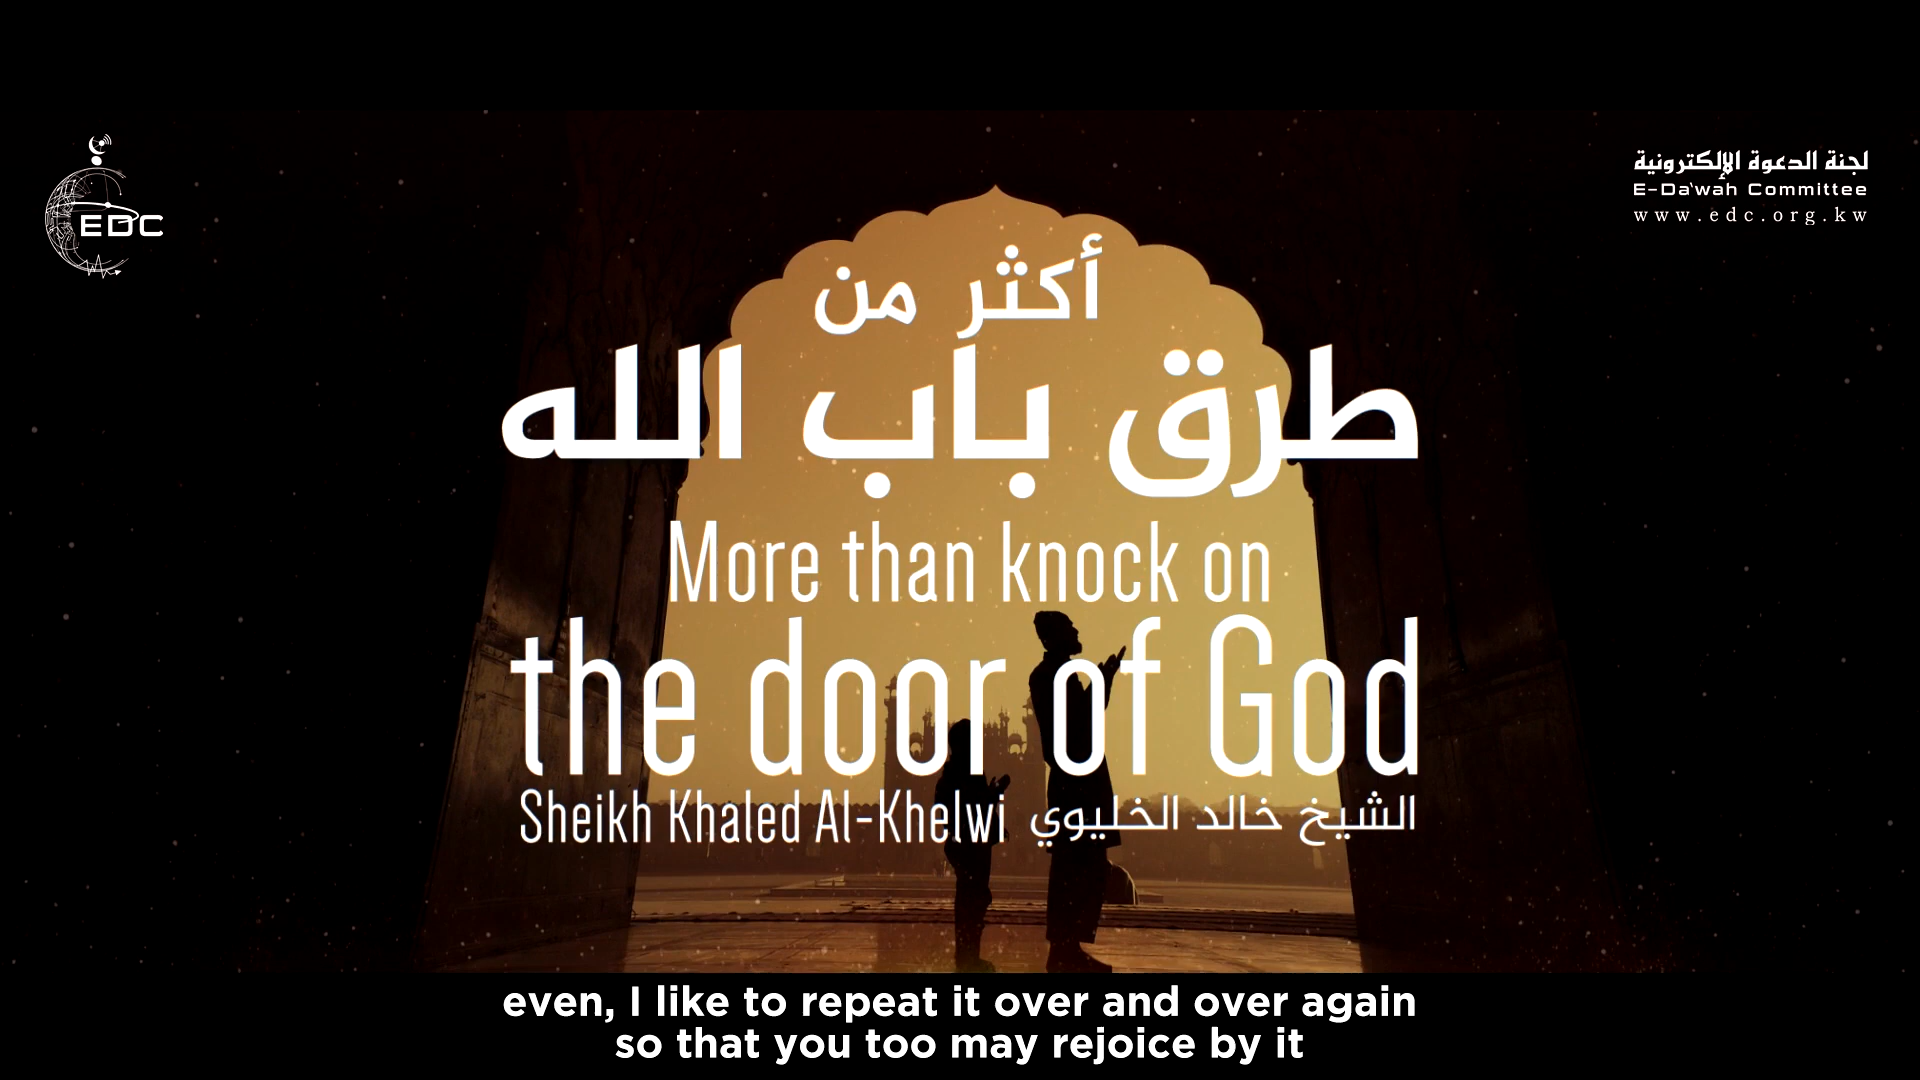 EDC
لجنة الدعوة الإلكترونية
E-Da'wah Committee
www.edc.org.kw
أكثر من
طرق باب الله
More than knock on
the door of God
Sheikh Khaled Al-Khelwi الشيخ خالد الخليوي
even, I like to repeat it over and over again
so that you too may rejoice by it